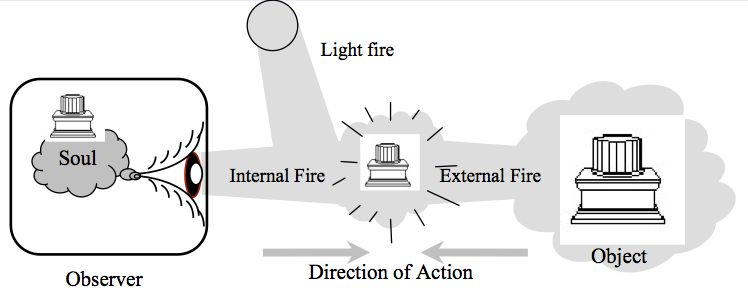 Light fire
Soul
Internal Fire
External Fire
Object
Direction of Action
Observer